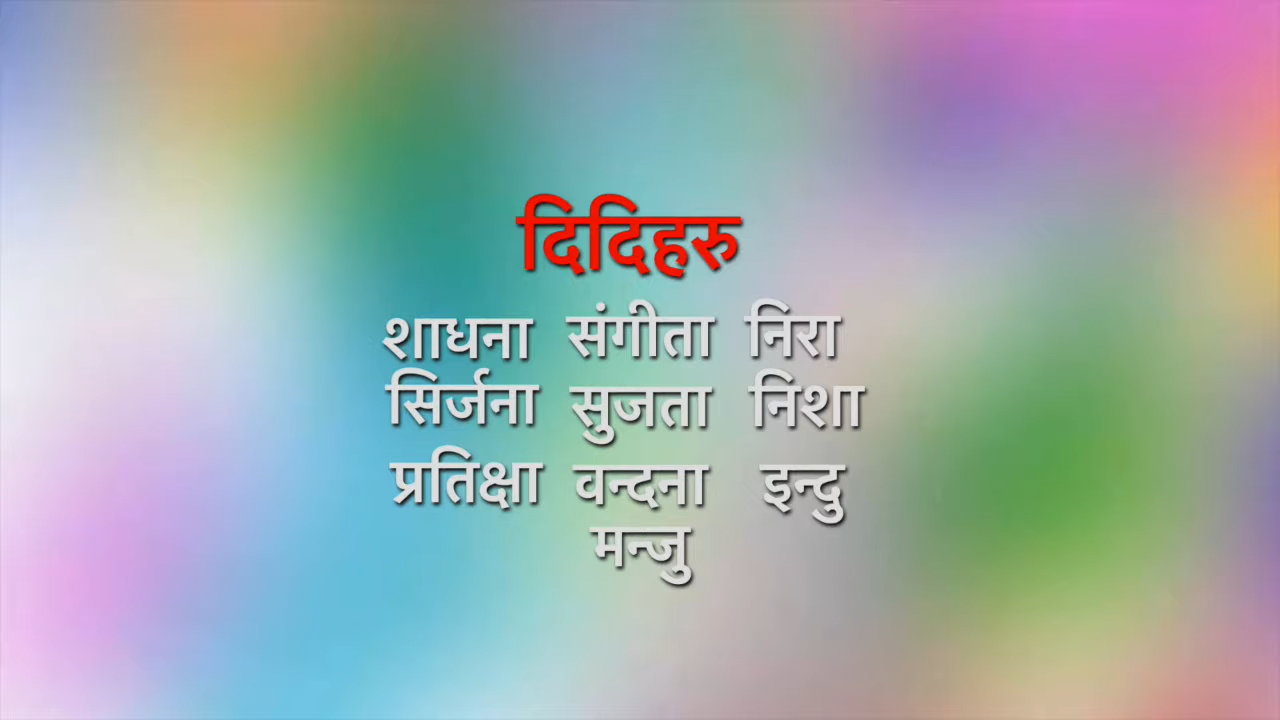 दिदिहरु
शाधना संगीता निरा
सिर्जना सुजता निशा
प्रतिक्षा वन्दना इन्दु
मन्जु